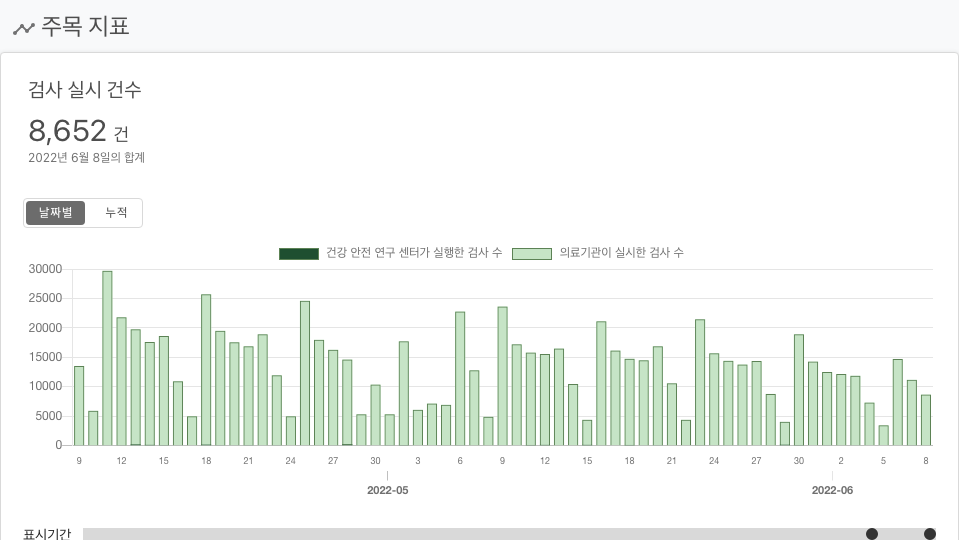 주목 지표
검사 실시 건수
8,652 건
2022년 6월 8일의 합계
날짜별 누적
건강 안전 연구 센터가 실행한 검사 수 의료기관이 실시한 검사 수
30000
25000
20000
15000
10000
5000
0
9 12 15 18 21 24 27 30 3 6 9 12 15 18 21 24 27 30 2 5 8
2022-05 2022-06
표시기간